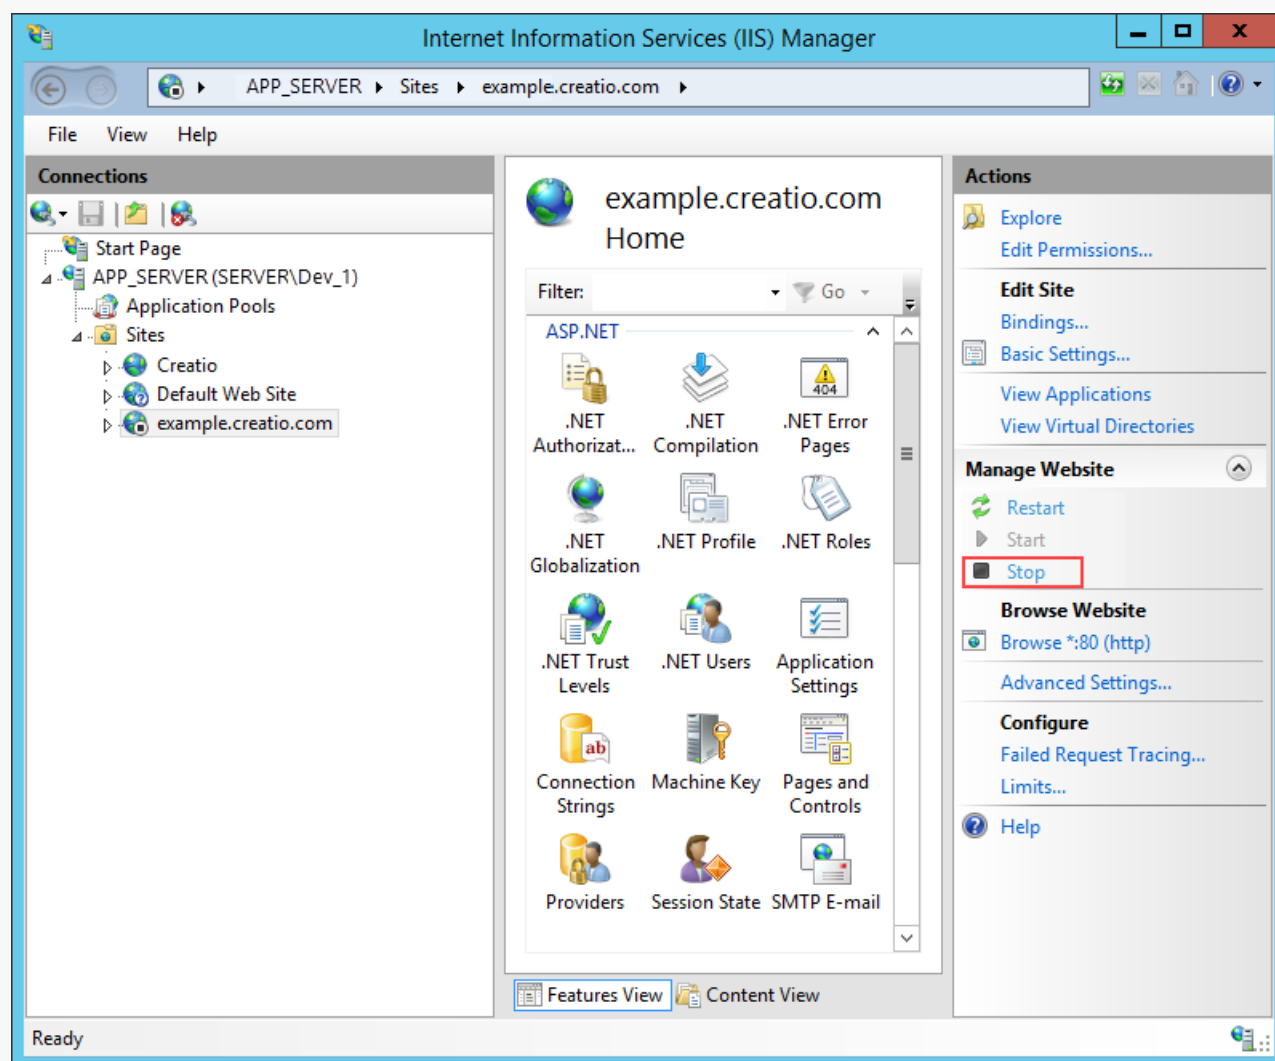 Internet Information Services (IIS) Manager
APP_SERVER Sites example.creatio.com
File View Help
Connections
Start Page
APP_SERVER (SERVER\Dev_1)
Application Pools
Sites
Creatio
Default Web Site
example.creatio.com
example.creatio.com
Home
Filter: Go
ASP.NET
.NET
Authorizat...
.NET
Compilation
404
.NET Error
Pages
.NET
Globalization
.NET Profile
.NET Roles
.NET Trust
Levels
.NET Users
Application
Settings
ab
Connection
Strings
Machine Key
Pages and
Controls
Providers
Session State
SMTP E-mail
Features View
Content View
Actions
Explore
Edit Permissions...
Edit Site
Bindings...
Basic Settings...
View Applications
View Virtual Directories
Manage Website
Restart
Start
Stop
Browse Website
Browse *:80 (http)
Advanced Settings...
Configure
Failed Request Tracing...
Limits...
Help
Ready